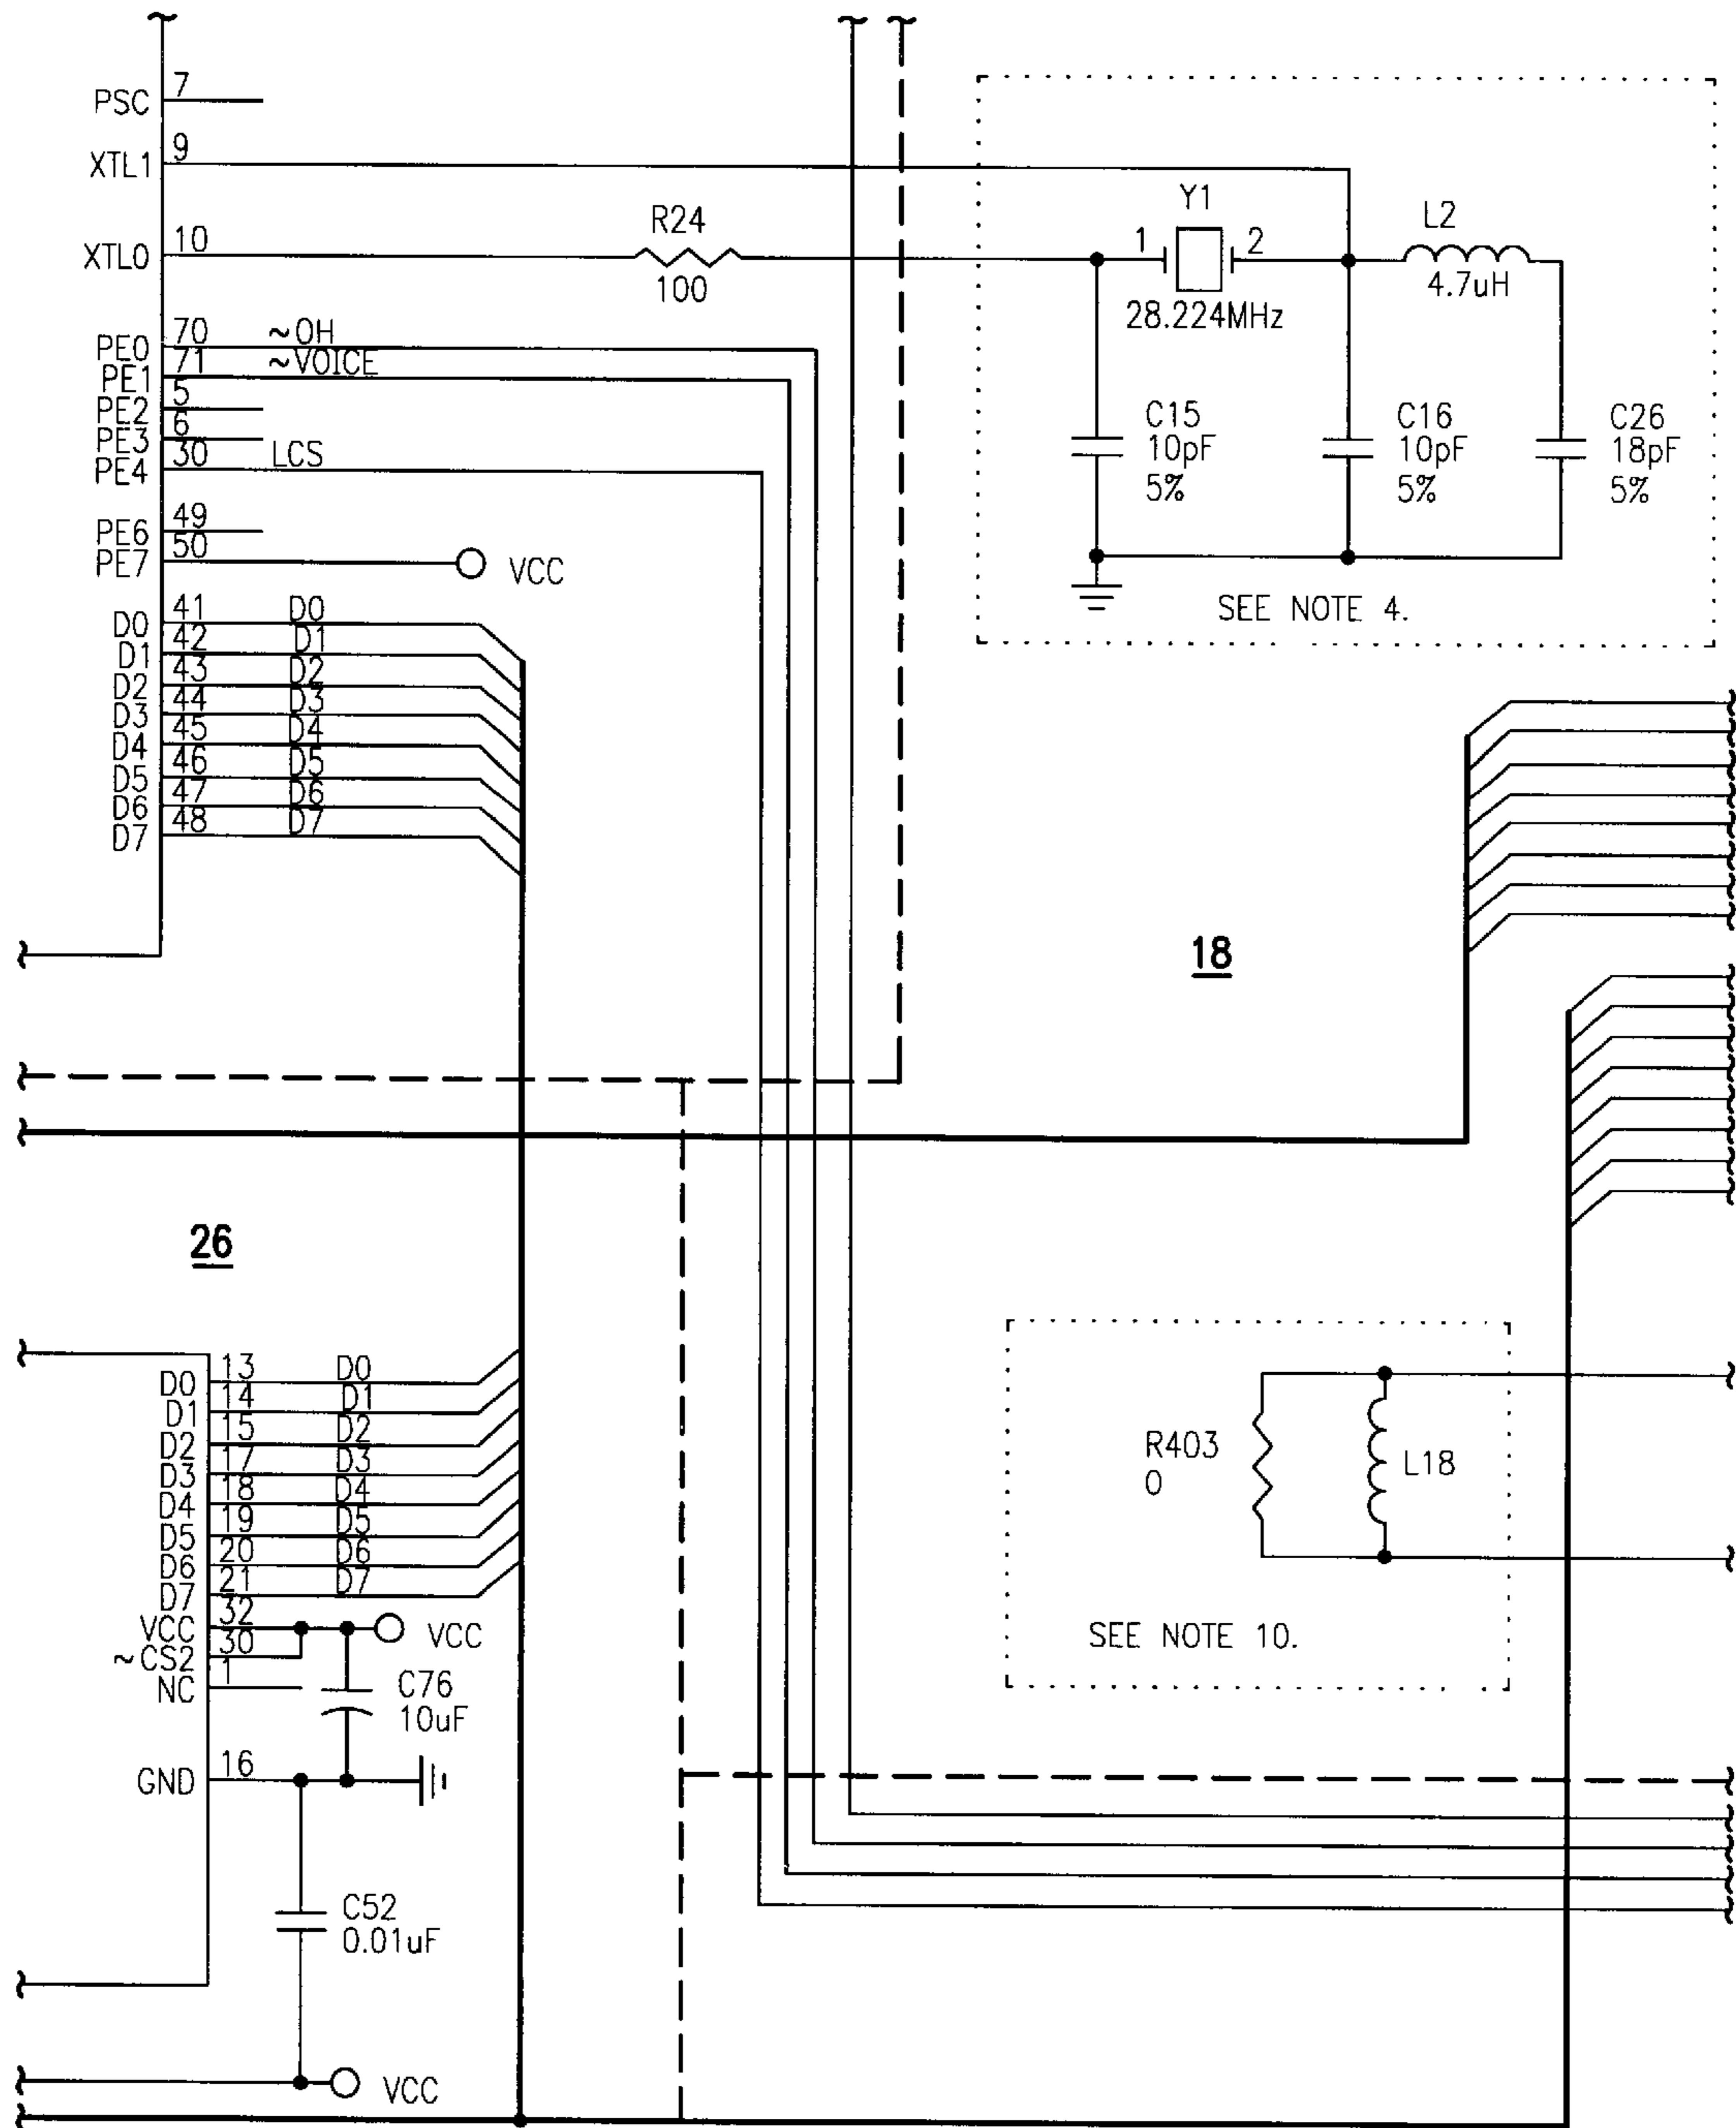 PSC 7
XTL1 9
XTLO 10
R24
100
Y1
1 2
28.224MHz
L2
4.7uH
PE0 70 ~OH
PE1 71 ~VOICE
PE2 5
PE3 6
PE4 30 LCS
PE6 49
PE7 50 VCC
C15
10pF
5%
C16
10pF
5%
C26
18pF
5%
SEE NOTE 4.
D0 41 D0
D1 42 D1
D2 43 D2
D3 44 D3
D4 45 D4
D5 46 D5
D6 47 D6
D7 48 D7
18
26
D0 13 D0
D1 14 D1
D2 15 D2
D3 17 D3
D4 18 D4
D5 19 D5
D6 20 D6
D7 21 D7
VCC 32 VCC
~CS2 30
NC 1
C76
10uF
GND 16
C52
0.01uF
VCC
R403
0
L18
SEE NOTE 10.